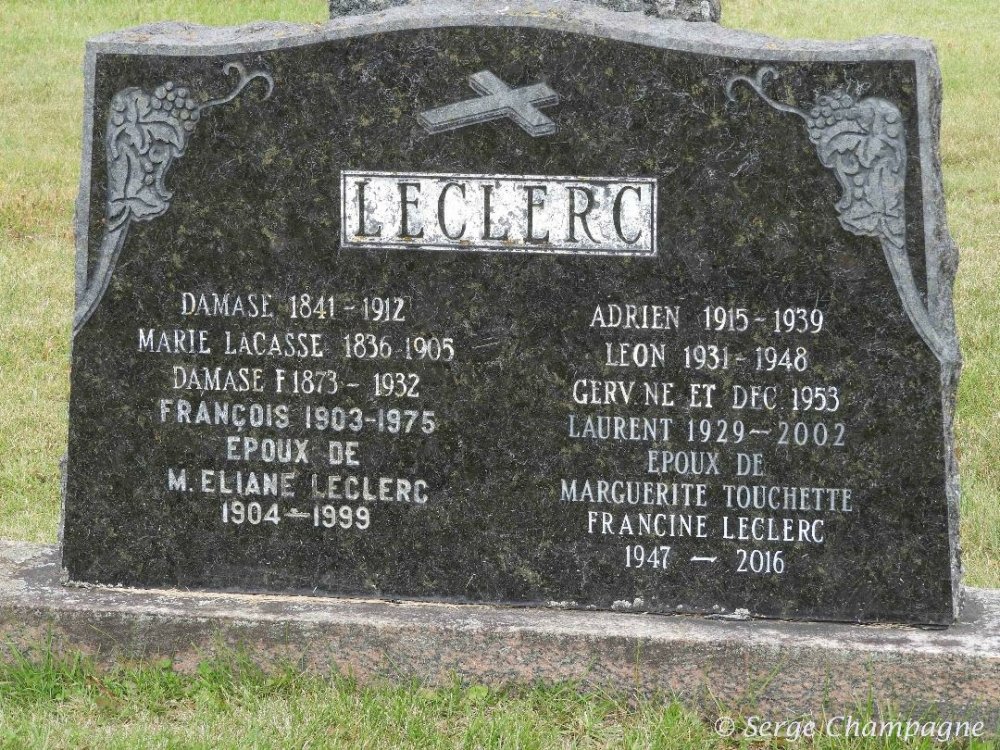 LECLERC
DAMASE 1841 - 1912
MARIE LACASSE 1836 - 1905
DAMASE F 1873 - 1932
FRANÇOIS 1903-1975
EPOUX DE
M. ELIANE LECLERC
1904 - 1999
ADRIEN 1915 - 1939
LEON 1931 - 1948
GERV. NE ET DEC 1953
LAURENT 1929 - 2002
EPOUX DE
MARGUERITE TOUCHETTE
FRANCINE LECLERC
1947 - 2016
© Serge Champagne